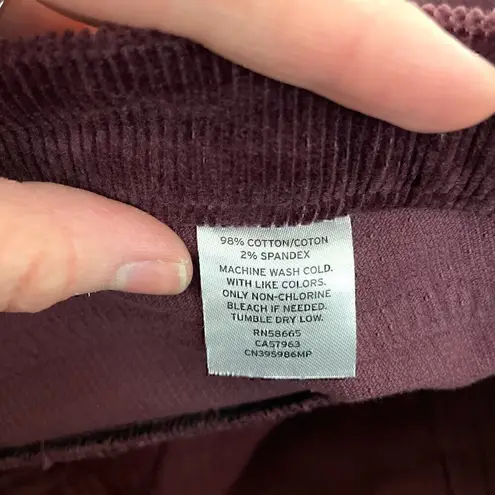 98% COTTON/COTON
2% SPANDEX
MACHINE WASH COLD.
WITH LIKE COLORS.
ONLY NON-CHLORINE
BLEACH IF NEEDED.
TUMBLE DRY LOW.
RN58665
CA57963
CN395986MP